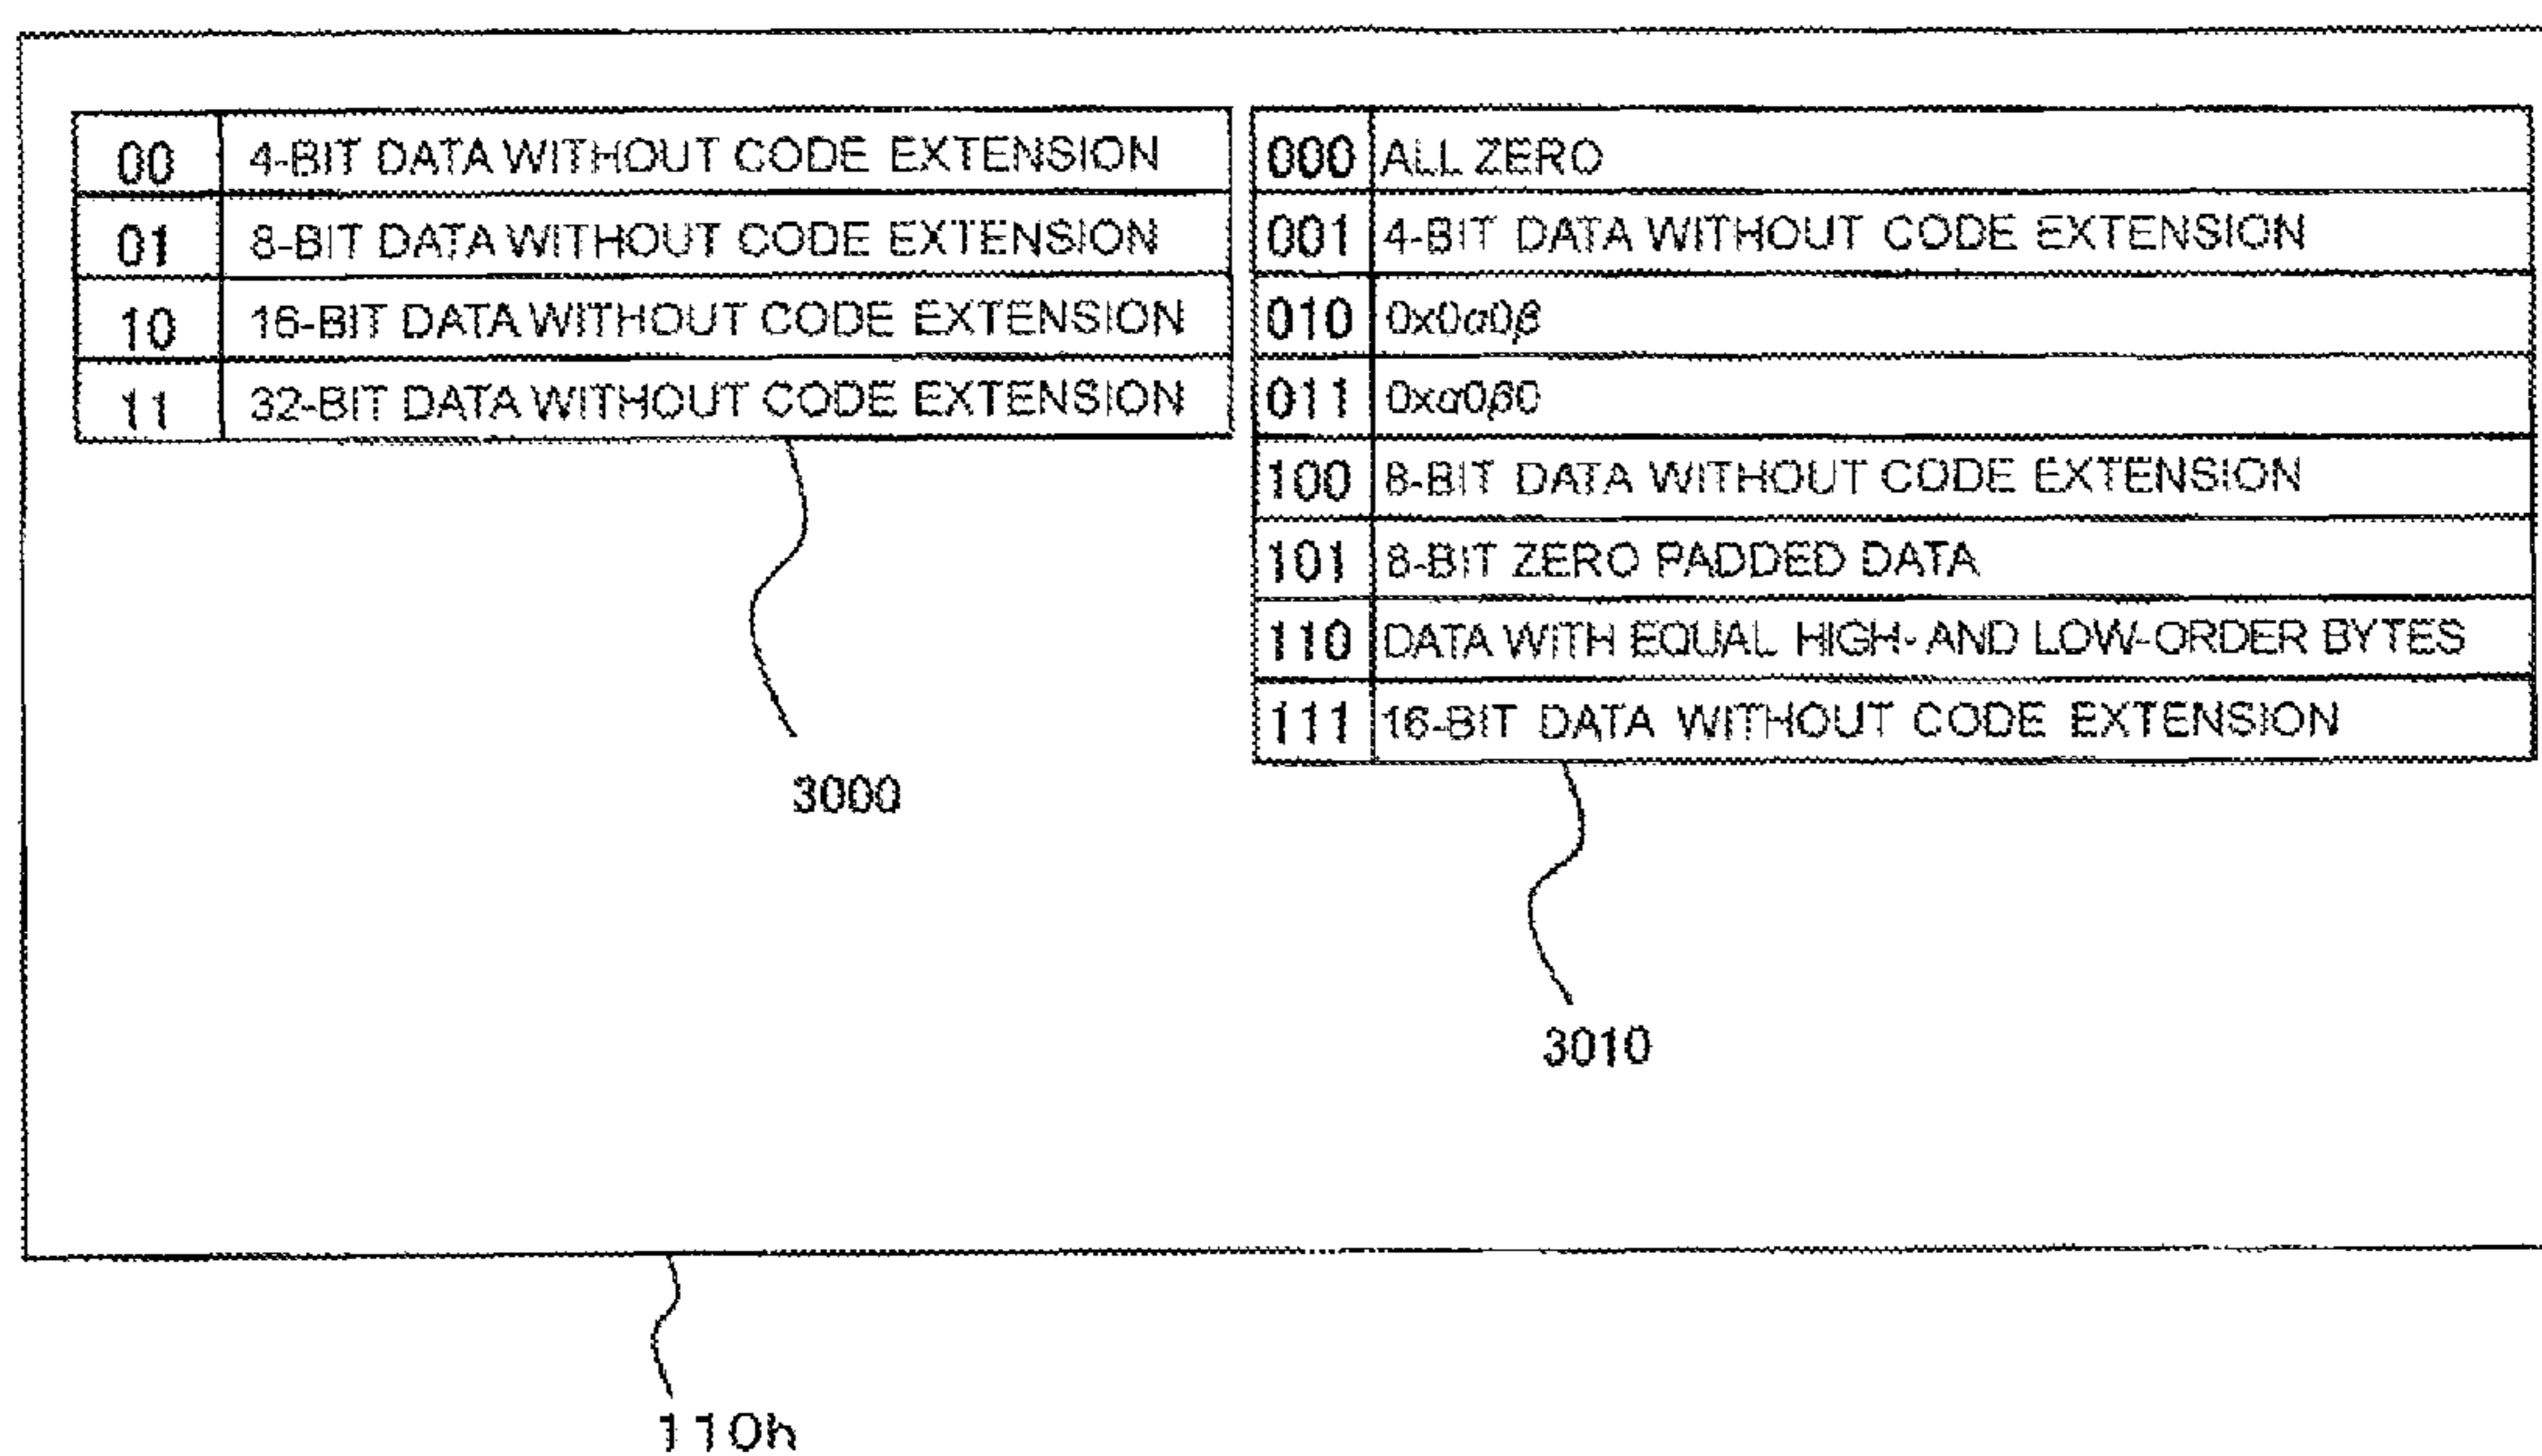 00 4-BIT DATA WITHOUT CODE EXTENSION
01 8-BIT DATA WITHOUT CODE EXTENSION
10 16-BIT DATA WITHOUT CODE EXTENSION
11 32-BIT DATA WITHOUT CODE EXTENSION
3000
000 ALL ZERO
001 4-BIT DATA WITHOUT CODE EXTENSION
010 0x0α0β
011 0xα0β0
100 8-BIT DATA WITHOUT CODE EXTENSION
101 8-BIT ZERO PADDED DATA
110 DATA WITH EQUAL HIGH- AND LOW-ORDER BYTES
111 16-BIT DATA WITHOUT CODE EXTENSION
3010
110h